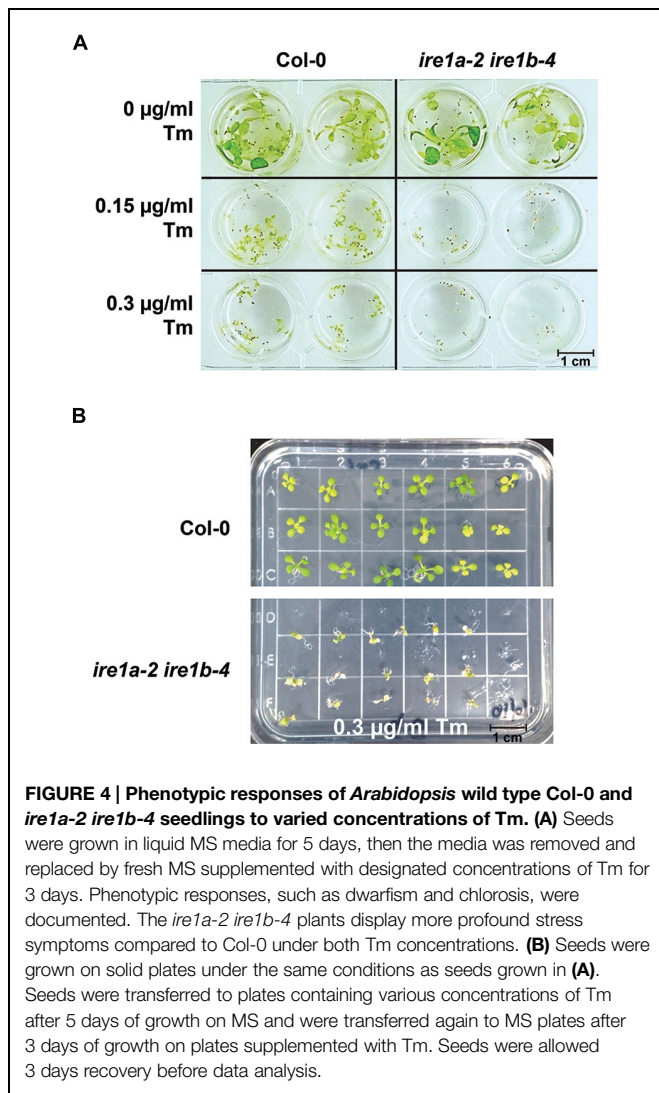 A
Col-0 ire1a-2 ire1b-4
0 µg/ml
Tm
0.15 µg/ml
Tm
0.3 µg/ml
Tm
1 cm
B
1 2 3 4 5 6
A
Col-0
B
C
D
E
ire1a-2 ire1b-4
F
0.3 µg/ml Tm
1 cm
FIGURE 4 | Phenotypic responses of Arabidopsis wild type Col-0 and
ire1a-2 ire1b-4 seedlings to varied concentrations of Tm. (A) Seeds
were grown in liquid MS media for 5 days, then the media was removed and
replaced by fresh MS supplemented with designated concentrations of Tm for
3 days. Phenotypic responses, such as dwarfism and chlorosis, were
documented. The ire1a-2 ire1b-4 plants display more profound stress
symptoms compared to Col-0 under both Tm concentrations. (B) Seeds were
grown on solid plates under the same conditions as seeds grown in (A).
Seeds were transferred to plates containing various concentrations of Tm
after 5 days of growth on MS and were transferred again to MS plates after
3 days of growth on plates supplemented with Tm. Seeds were allowed
3 days recovery before data analysis.